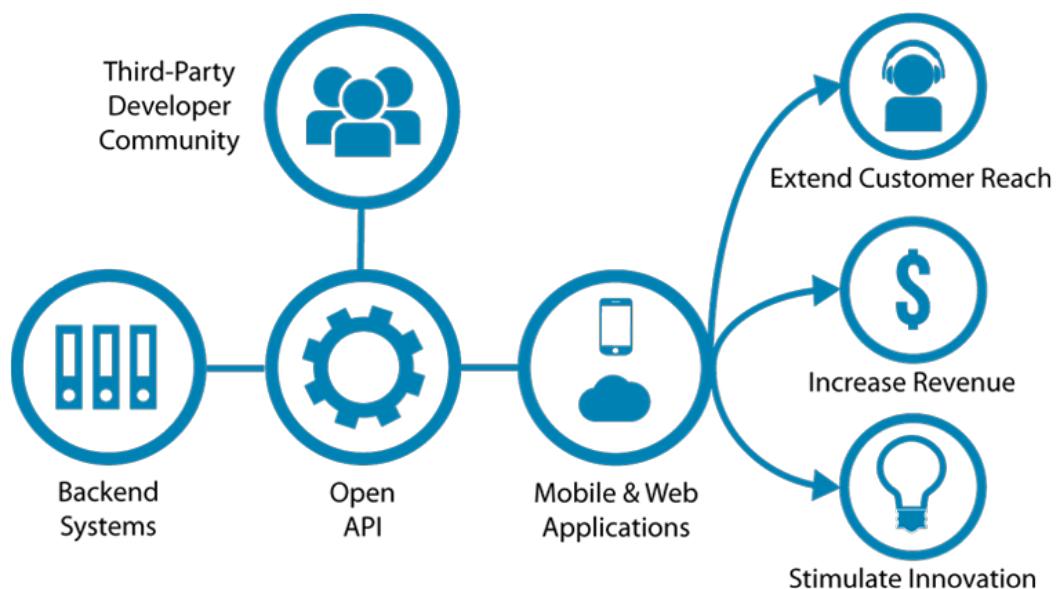 Third-Party
Developer
Community
Extend Customer Reach
Increase Revenue
Backend
Systems
Open
API
Mobile & Web
Applications
Stimulate Innovation
$